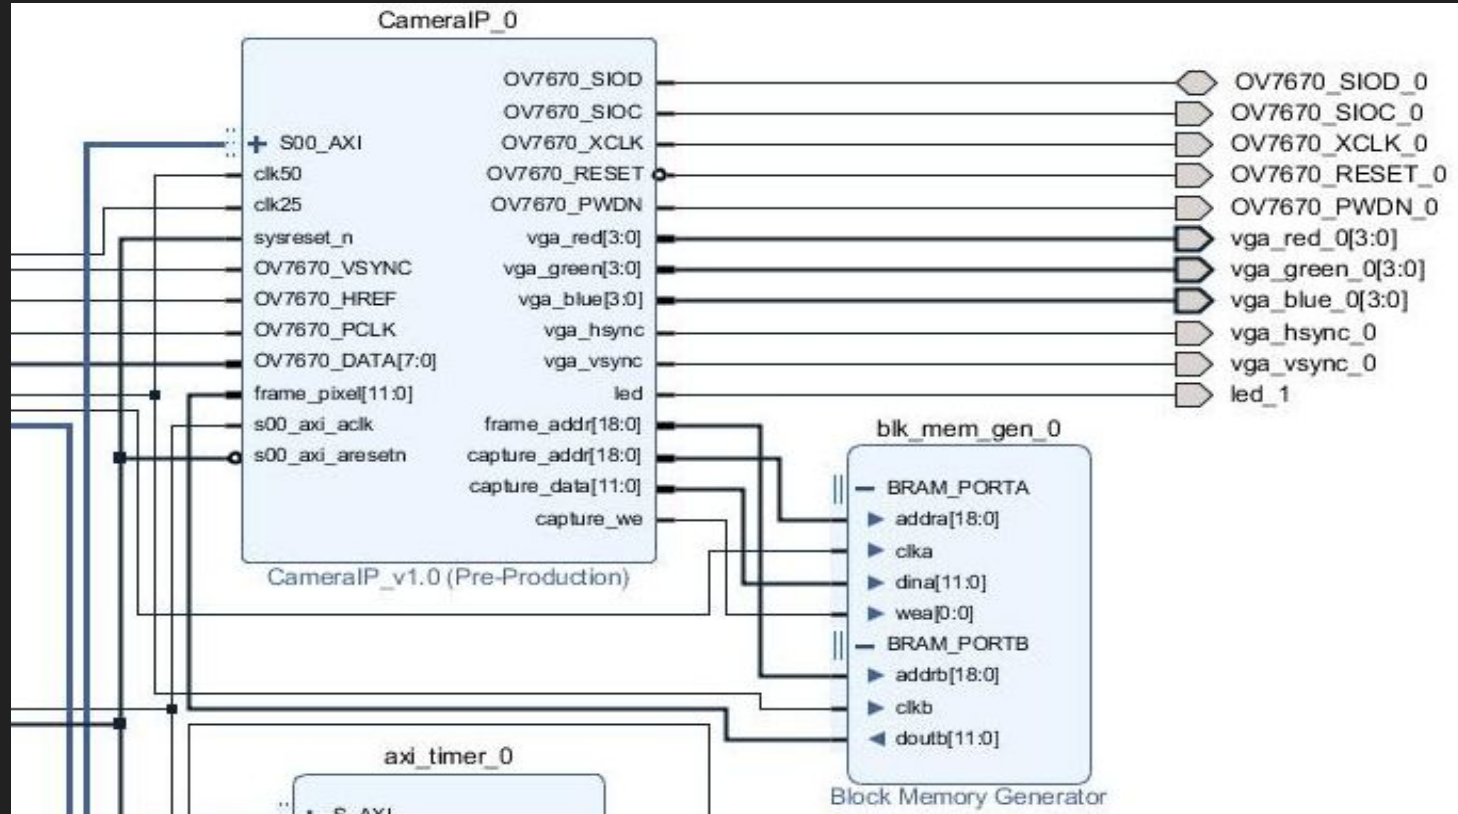 CameraIP_0
S00_AXI
clk50
clk25
sysreset_n
OV7670_VSYNC
OV7670_HREF
OV7670_PCLK
OV7670_DATA[7:0]
frame_pixel[11:0]
s00_axi_aclk
s00_axi_aresetn
OV7670_SIOD
OV7670_SIOC
OV7670_XCLK
OV7670_RESET
OV7670_PWDN
vga_red[3:0]
vga_green[3:0]
vga_blue[3:0]
vga_hsync
vga_vsync
led
frame_addr[18:0]
capture_addr[18:0]
capture_data[11:0]
capture_we
CameraIP_v1.0 (Pre-Production)
OV7670_SIOD_0
OV7670_SIOC_0
OV7670_XCLK_0
OV7670_RESET_0
OV7670_PWDN_0
vga_red_0[3:0]
vga_green_0[3:0]
vga_blue_0[3:0]
vga_hsync_0
vga_vsync_0
led_1
blk_mem_gen_0
BRAM_PORTA
addra[18:0]
clka
dina[11:0]
wea[0:0]
BRAM_PORTB
addrb[18:0]
clkb
doutb[11:0]
Block Memory Generator
axi_timer_0
S_AXI